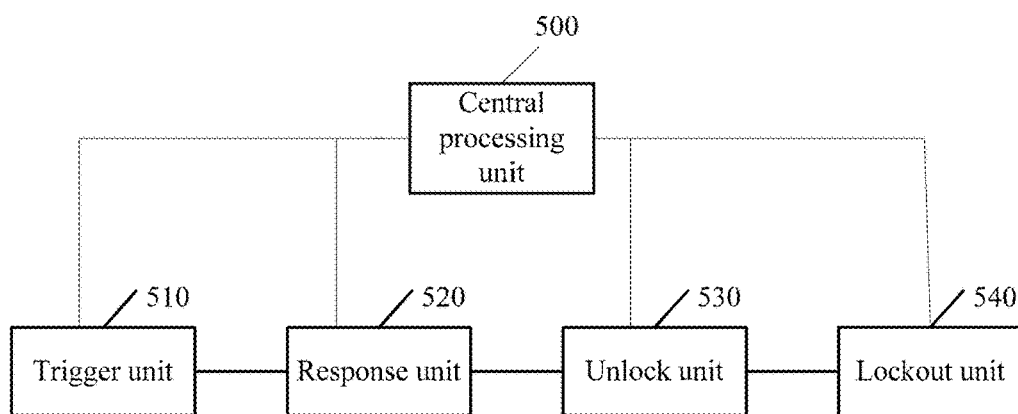 500
Central
processing
unit
510
520
530
540
Trigger unit
Response unit
Unlock unit
Lockout unit